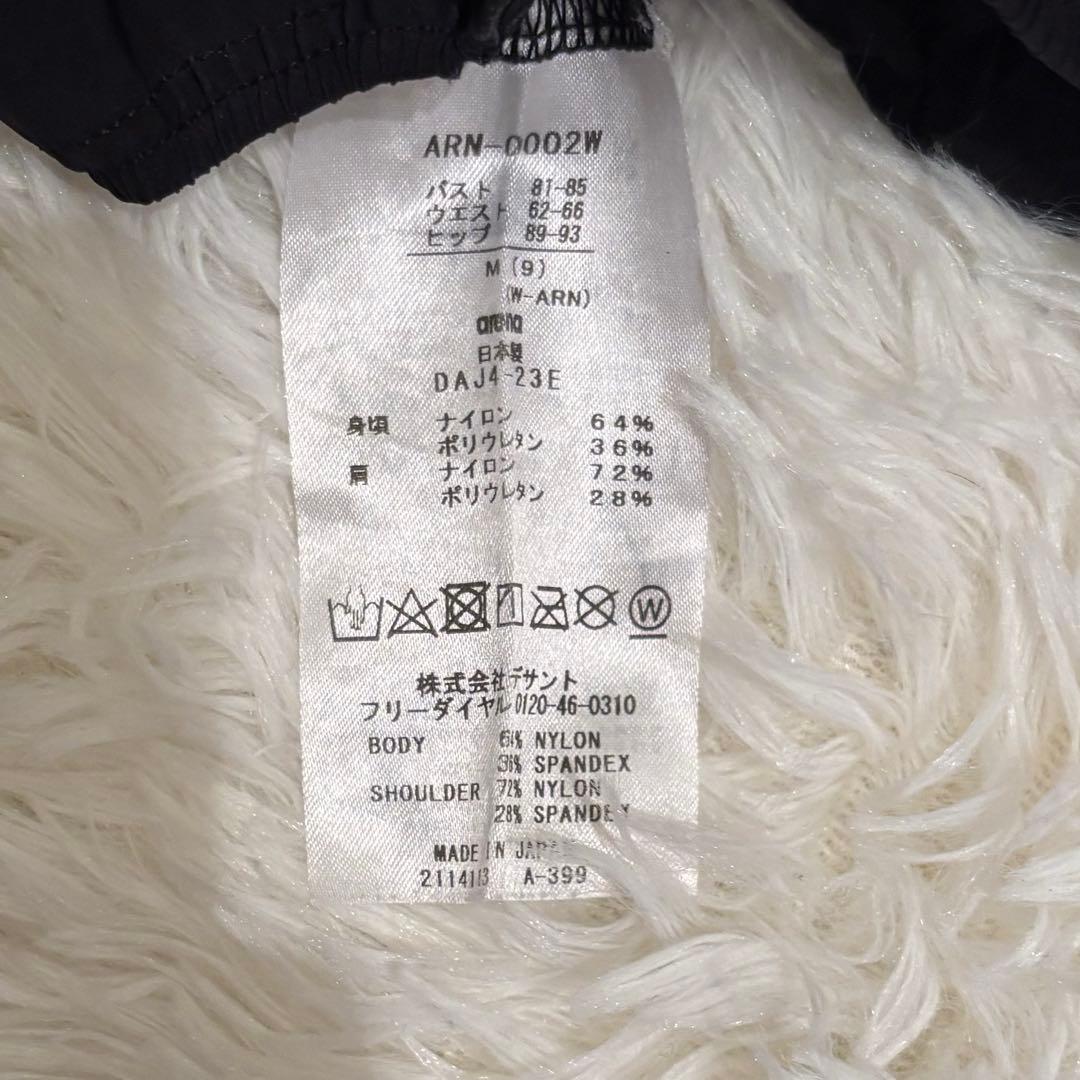 ARN-0002W
バスト 81-85
ウエスト 62-66
ヒップ 89-93
M (9)
(W-ARN)
arena
日本製
DAJ4-23E
身頃 ナイロン 64%
ポリウレタン 36%
肩 ナイロン 72%
ポリウレタン 28%
W
株式会社デサント
フリーダイヤル 0120-46-0310
BODY 64% NYLON
36% SPANDEX
SHOULDER 72% NYLON
28% SPANDEX
MADE IN JAPAN
A-399